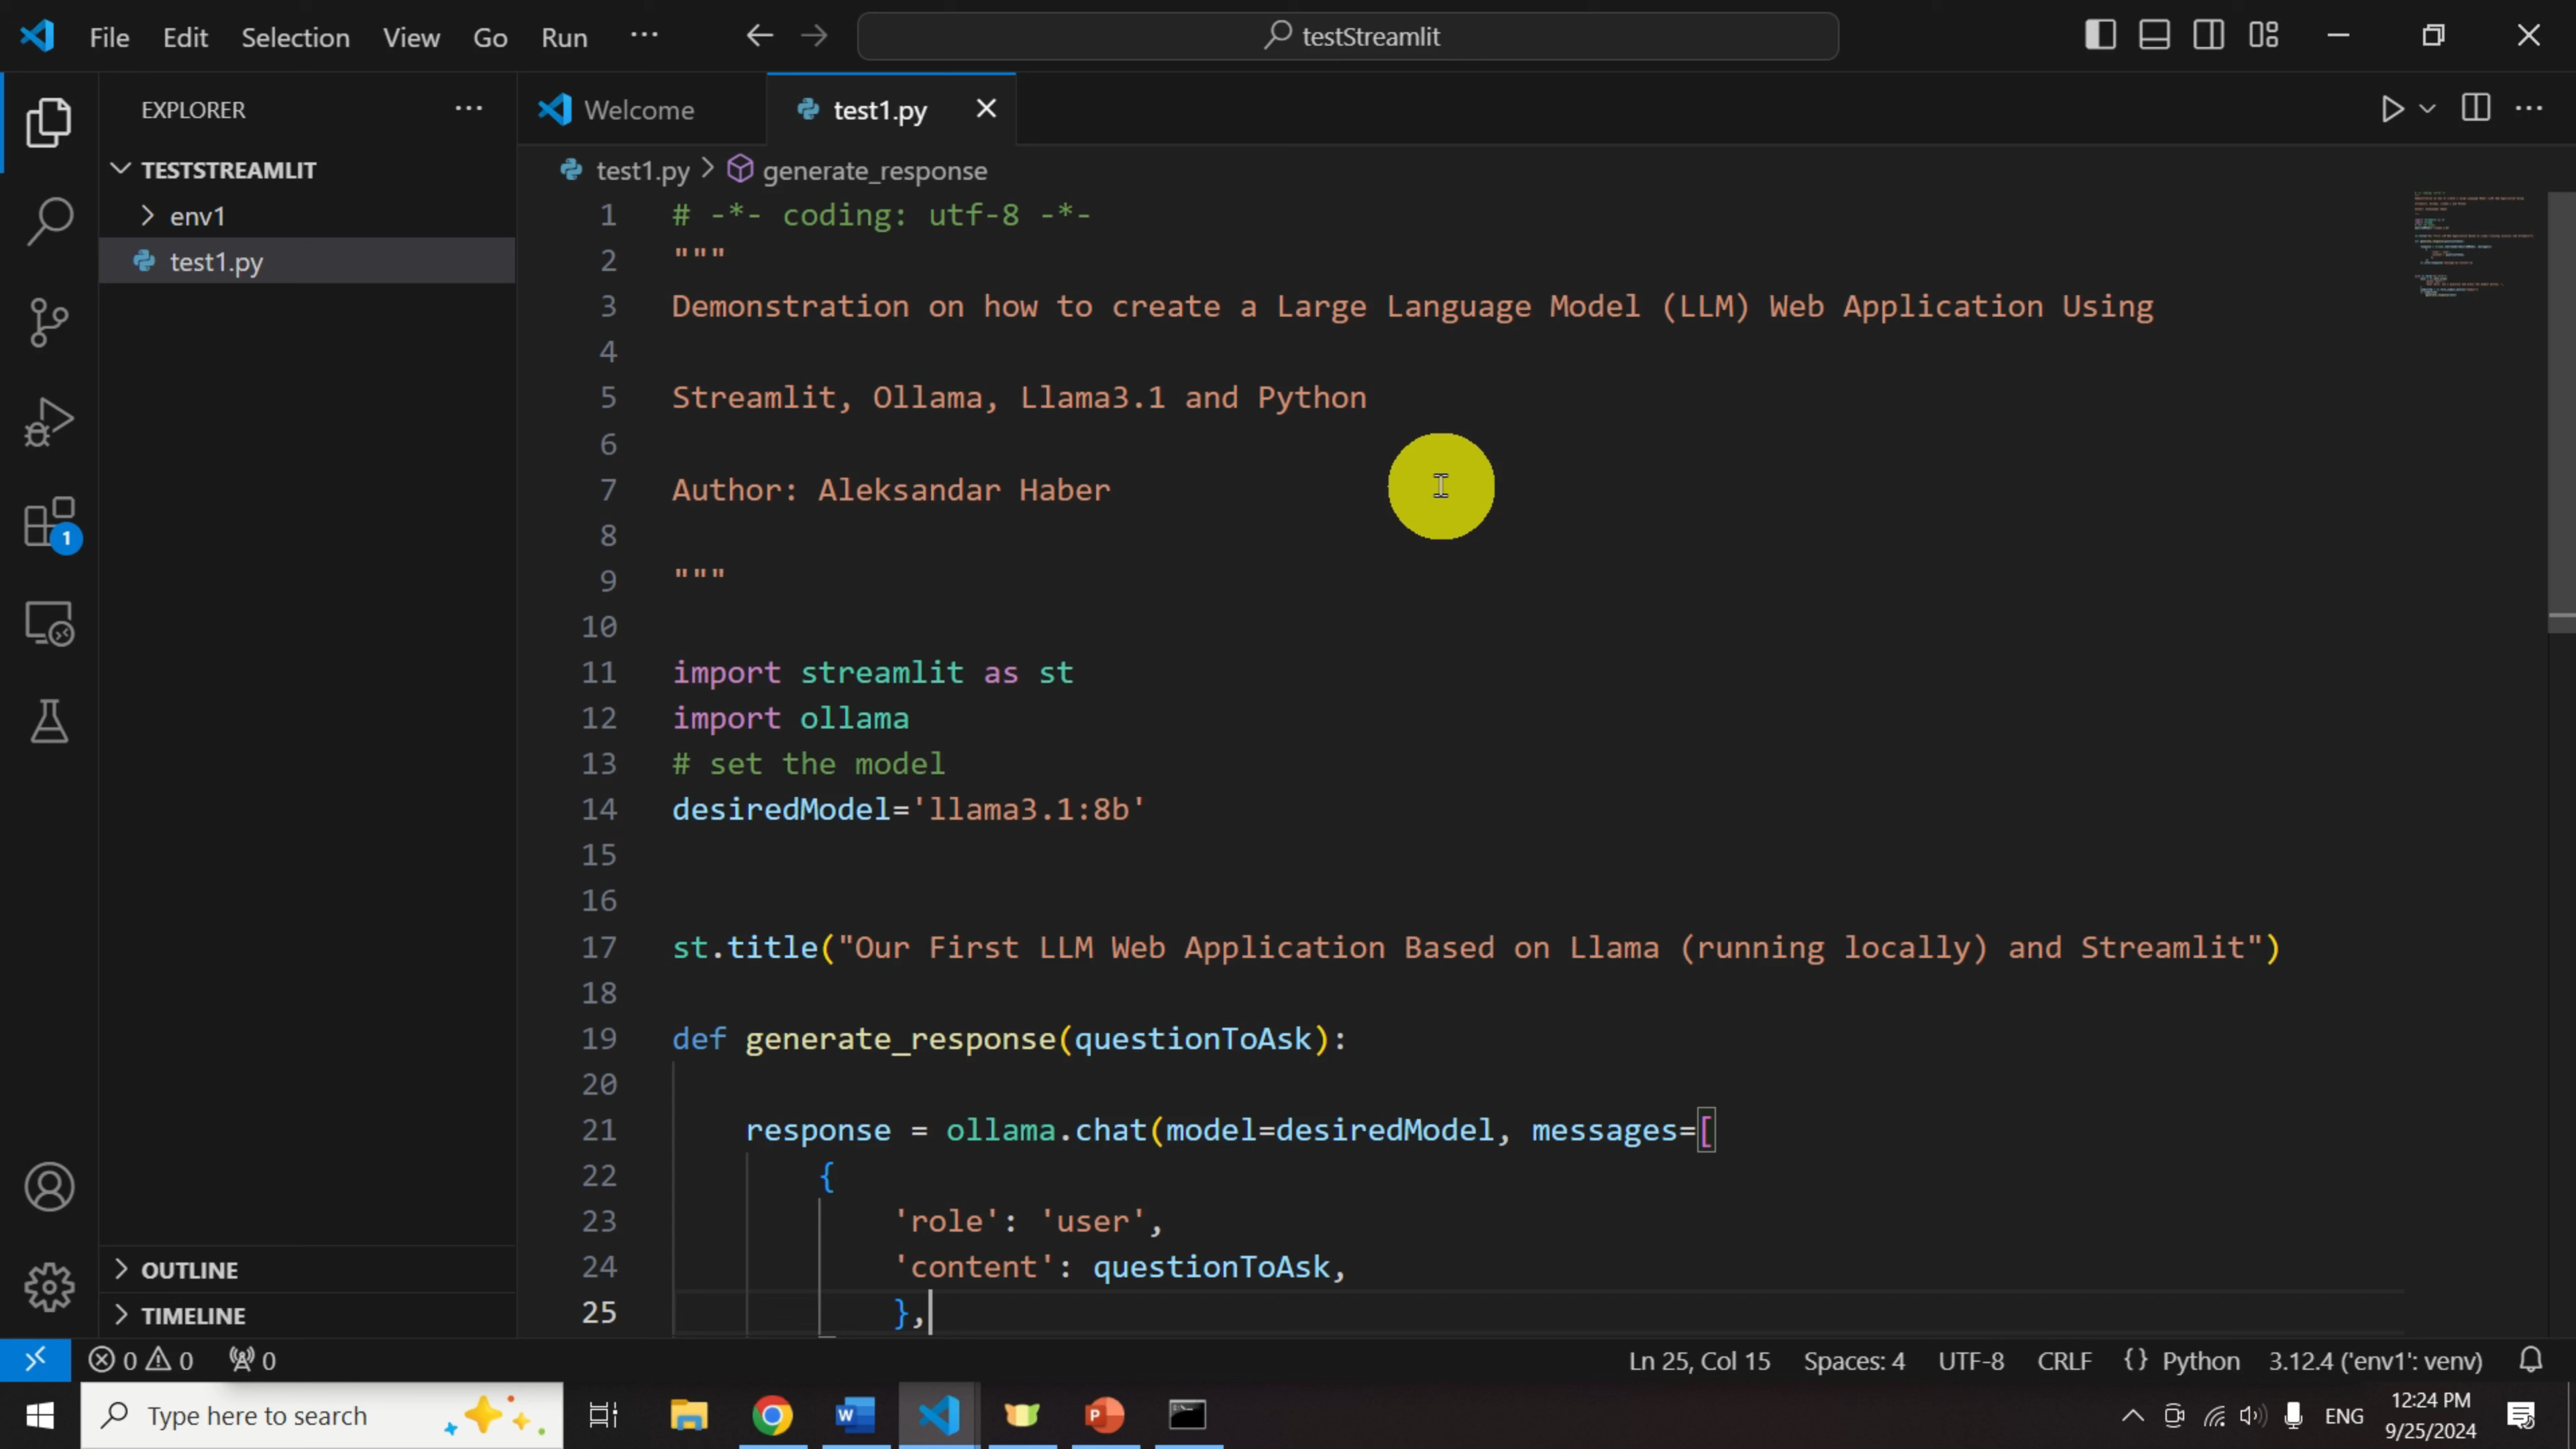 File Edit Selection View Go Run ...
testStreamlit
EXPLORER ...
Welcome
test1.py
TESTSTREAMLIT
env1
test1.py
test1.py > generate_response
1 # -*- coding: utf-8 -*-
2 """
3 Demonstration on how to create a Large Language Model (LLM) Web Application Using
4
5 Streamlit, Ollama, Llama3.1 and Python
6
7 Author: Aleksandar Haber
8
9 """
10
11 import streamlit as st
12 import ollama
13 # set the model
14 desiredModel='llama3.1:8b'
15
16
17 st.title("Our First LLM Web Application Based on Llama (running locally) and Streamlit")
18
19 def generate_response(questionToAsk):
20
21 response = ollama.chat(model=desiredModel, messages=[
22 {
23 'role': 'user',
24 'content': questionToAsk,
25 },
1
OUTLINE
TIMELINE
0 0 0
Ln 25, Col 15 Spaces: 4 UTF-8 CRLF {} Python 3.12.4 ('env1': venv)
Type here to search
W
P
ENG
12:24 PM
9/25/2024